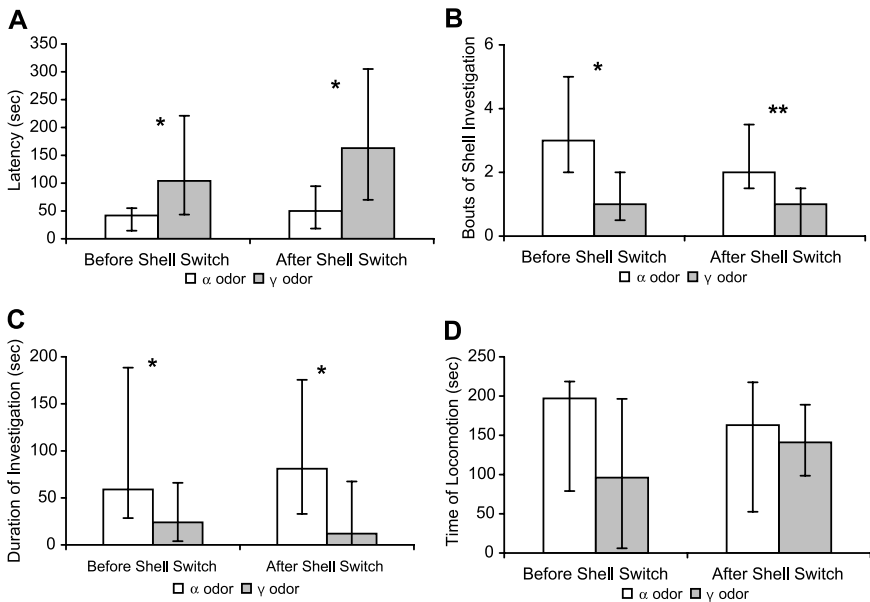 A
Latency (sec)
350
300
250
200
150
100
50
0
*
*
Before Shell Switch
After Shell Switch
α odor
γ odor
B
Bouts of Shell Investigation
6
4
2
0
*
**
Before Shell Switch
After Shell Switch
α odor
γ odor
C
Duration of Investigation (sec)
200
150
100
50
0
*
*
Before Shell Switch
After Shell Switch
α odor
γ odor
D
Time of Locomotion (sec)
250
200
150
100
50
0
Before Shell Switch
After Shell Switch
α odor
γ odor